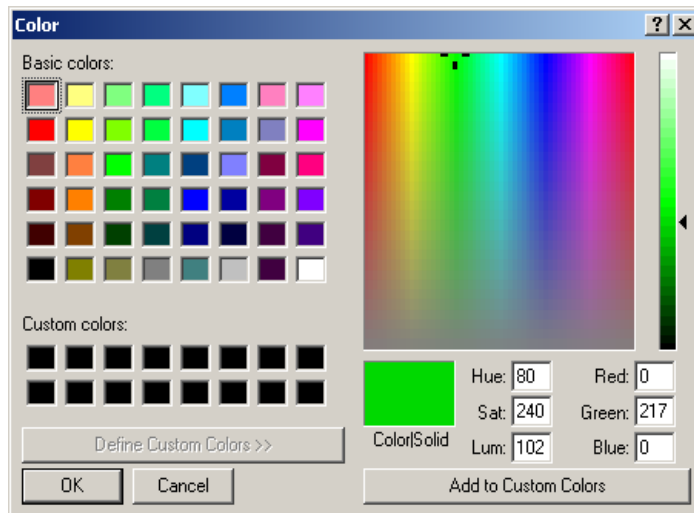 Color
Basic colors:
Custom colors:
Define Custom Colors >>
OK Cancel
Color|Solid
Hue: 80 Red: 0
Sat: 240 Green: 217
Lum: 102 Blue: 0
Add to Custom Colors